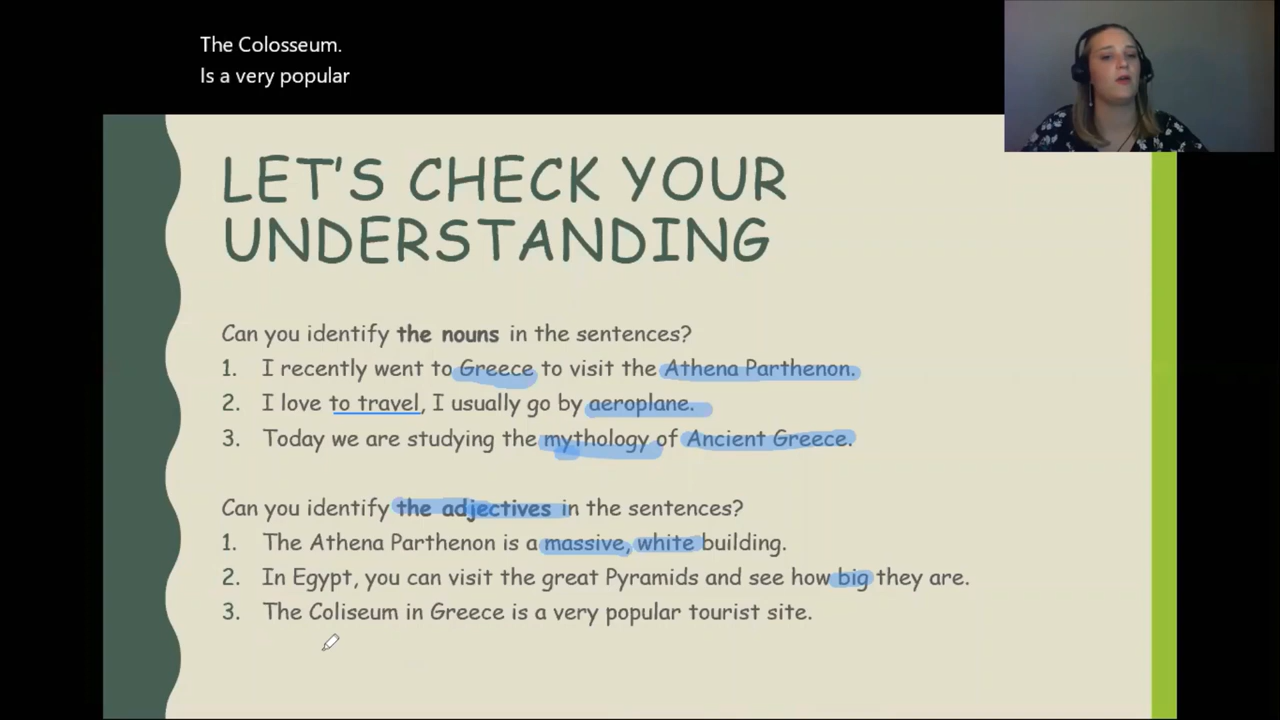 The Colosseum.
Is a very popular
LET'S CHECK YOUR
UNDERSTANDING
Can you identify the nouns in the sentences?
1. I recently went to Greece to visit the Athena Parthenon.
2. I love to travel, I usually go by aeroplane.
3. Today we are studying the mythology of Ancient Greece.
Can you identify the adjectives in the sentences?
1. The Athena Parthenon is a massive, white building.
2. In Egypt, you can visit the great Pyramids and see how big they are.
3. The Coliseum in Greece is a very popular tourist site.